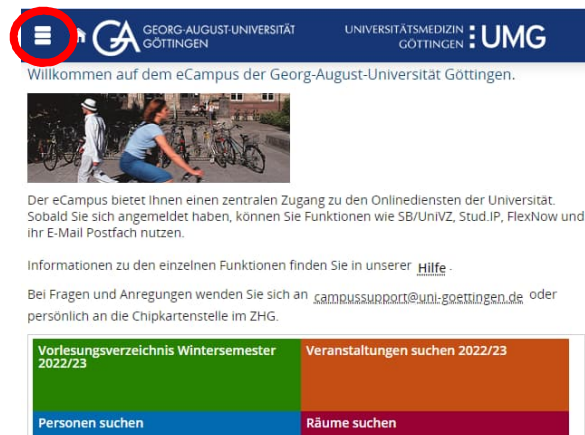 GEORG-AUGUST-UNIVERSITÄT
GÖTTINGEN
UNIVERSITÄTSMEDIZIN
GÖTTINGEN
UMG
Willkommen auf dem eCampus der Georg-August-Universität Göttingen.
Der eCampus bietet Ihnen einen zentralen Zugang zu den Onlinediensten der Universität.
Sobald Sie sich angemeldet haben, können Sie Funktionen wie SB/UniVZ, Stud.IP, FlexNow und
ihr E-Mail Postfach nutzen.
Informationen zu den einzelnen Funktionen finden Sie in unserer Hilfe .
Bei Fragen und Anregungen wenden Sie sich an campussupport@uni-goettingen.de oder
persönlich an die Chipkartenstelle im ZHG.
Vorlesungsverzeichnis Wintersemester
2022/23
Veranstaltungen suchen 2022/23
Personen suchen
Räume suchen